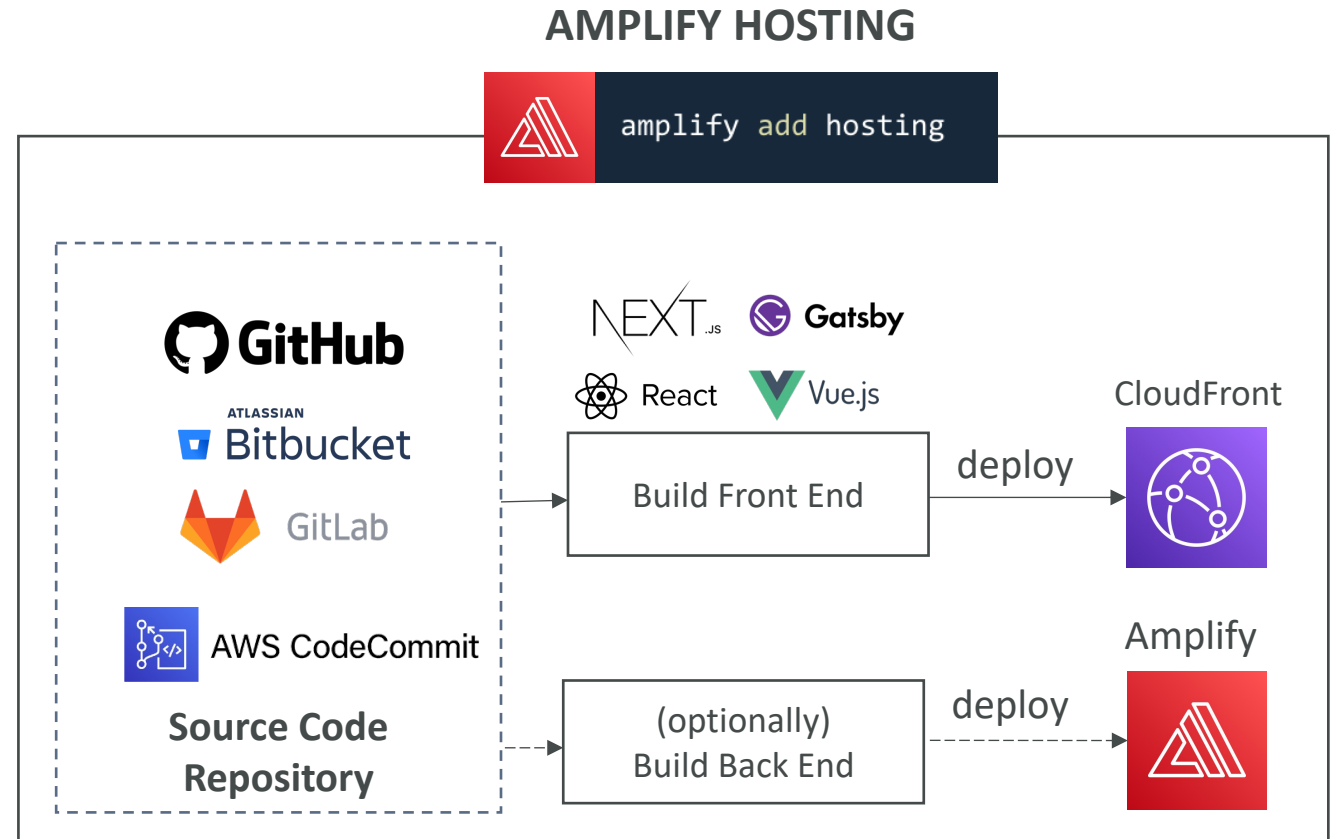 AMPLIFY HOSTING
amplify add hosting
GitHub
ATLASSIAN
Bitbucket
GitLab
AWS CodeCommit
Source Code
Repository
NEXT.JS
Gatsby
React
Vue.js
Build Front End
deploy
CloudFront
(optionally)
Build Back End
deploy
Amplify